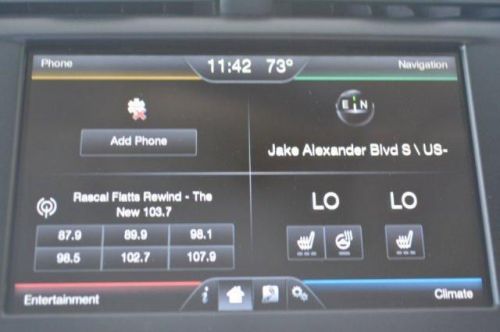 Phone
11:42 73°
Navigation
Add Phone
E N
Jake Alexander Blvd S \ US-
Rascal Flatts Rewind - The
New 103.7
87.9 89.9 98.1
98.5 102.7 107.9
LO LO
Entertainment
i
Climate